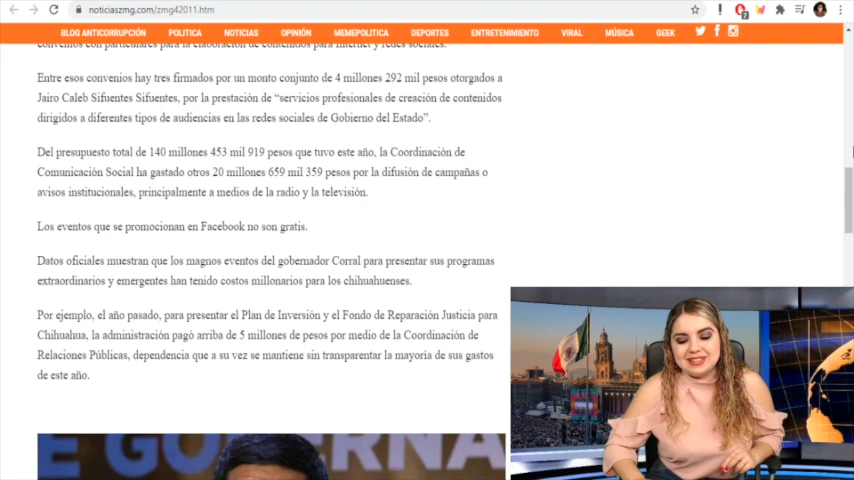 noticiaszmg.com/zmg42011.htm
7
BLOG ANTICORRUPCIÓN POLITICA NOTICIAS OPINIÓN MEMEPOLITICA DEPORTES ENTRETENIMIENTO VIRAL MÚSICA GEEK
convenios con particulares para la elaboración de contenidos para internet y redes sociales.
Entre esos convenios hay tres firmados por un monto conjunto de 4 millones 292 mil pesos otorgados a
Jairo Caleb Sifuentes Sifuentes, por la prestación de “servicios profesionales de creación de contenidos
dirigidos a diferentes tipos de audiencias en las redes sociales de Gobierno del Estado”.
Del presupuesto total de 140 millones 453 mil 919 pesos que tuvo este año, la Coordinación de
Comunicación Social ha gastado otros 20 millones 659 mil 359 pesos por la difusión de campañas o
avisos institucionales, principalmente a medios de la radio y la televisión.
Los eventos que se promocionan en Facebook no son gratis.
Datos oficiales muestran que los magnos eventos del gobernador Corral para presentar sus programas
extraordinarios y emergentes han tenido costos millonarios para los chihuahuenses.
Por ejemplo, el año pasado, para presentar el Plan de Inversión y el Fondo de Reparación Justicia para
Chihuahua, la administración pagó arriba de 5 millones de pesos por medio de la Coordinación de
Relaciones Públicas, dependencia que a su vez se mantiene sin transparentar la mayoría de sus gastos
de este año.
E GOBERNA